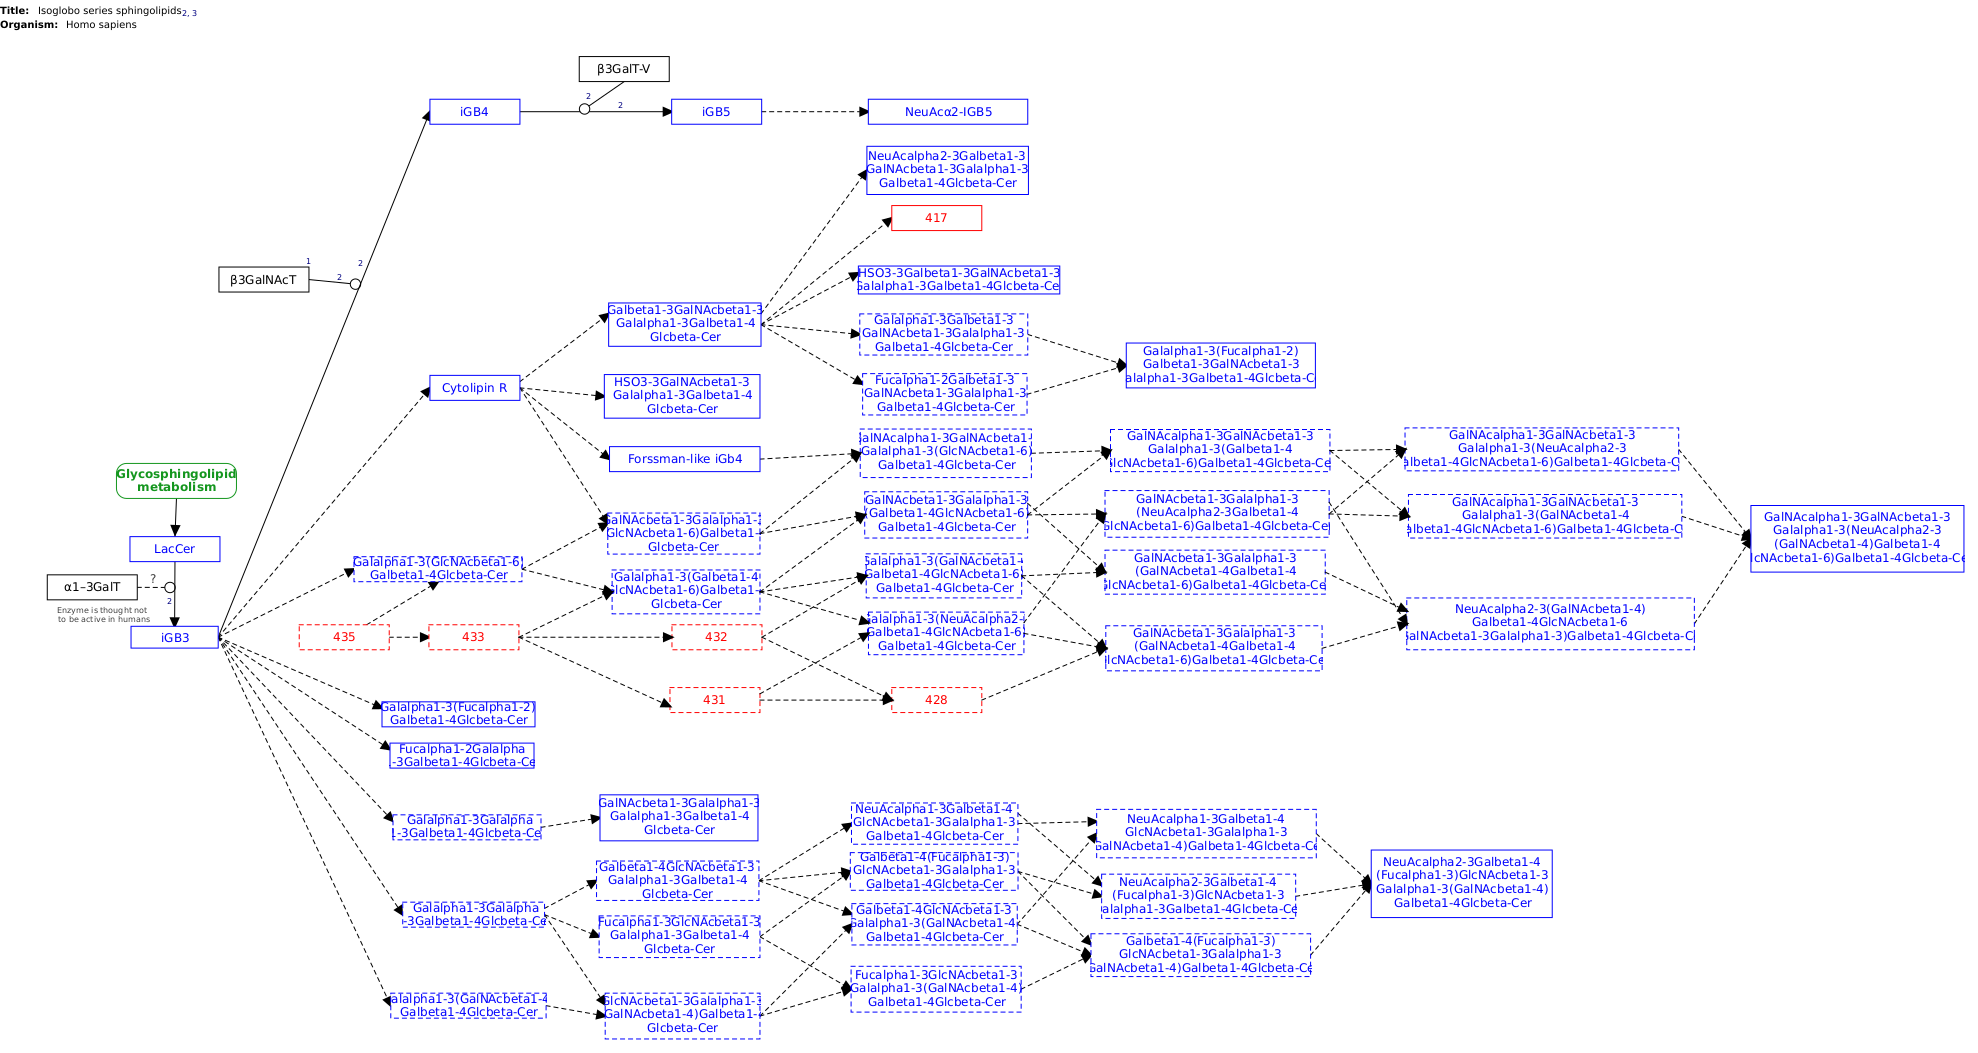 Title: Isoglobo series sphingolipids2, 3
Organism: Homo sapiens
β3GalT-V
iGB4
2
2
iGB5
NeuAcα2-IGB5
NeuAcalpha2-3Galbeta1-3
GalNAcbeta1-3Galalpha1-3
Galbeta1-4Glcbeta-Cer
417
β3GalNAcT
1
2
2
HSO3-3Galbeta1-3GalNAcbeta1-3
Galalpha1-3Galbeta1-4Glcbeta-Ce
Galbeta1-3GalNAcbeta1-3
Galalpha1-3Galbeta1-4
Glcbeta-Cer
Galalpha1-3Galbeta1-3
GalNAcbeta1-3Galalpha1-3
Galbeta1-4Glcbeta-Cer
Galalpha1-3(Fucalpha1-2)
Galbeta1-3GalNAcbeta1-3
alalpha1-3Galbeta1-4Glcbeta-C
Cytolipin R
HSO3-3GalNAcbeta1-3
Galalpha1-3Galbeta1-4
Glcbeta-Cer
Fucalpha1-2Galbeta1-3
GalNAcbeta1-3Galalpha1-3
Galbeta1-4Glcbeta-Cer
Forssman-like iGb4
alNAcalpha1-3GalNAcbeta1-
Galalpha1-3(GlcNAcbeta1-6)
Galbeta1-4Glcbeta-Cer
GalNAcalpha1-3GalNAcbeta1-3
Galalpha1-3(Galbeta1-4
lcNAcbeta1-6)Galbeta1-4Glcbeta-Ce
GalNAcalpha1-3GalNAcbeta1-3
Galalpha1-3(NeuAcalpha2-3
albeta1-4GlcNAcbeta1-6)Galbeta1-4Glcbeta-C
Glycosphingolipid
metabolism
GalNAcbeta1-3Galalpha1-3
GlcNAcbeta1-6)Galbeta1-4
Glcbeta-Cer
GalNAcbeta1-3Galalpha1-3
(Galbeta1-4GlcNAcbeta1-6)
Galbeta1-4Glcbeta-Cer
GalNAcbeta1-3Galalpha1-3
(NeuAcalpha2-3Galbeta1-4
GlcNAcbeta1-6)Galbeta1-4Glcbeta-Ce
GalNAcalpha1-3GalNAcbeta1-3
Galalpha1-3(GalNAcbeta1-4
albeta1-4GlcNAcbeta1-6)Galbeta1-4Glcbeta-C
GalNAcalpha1-3GalNAcbeta1-3
Galalpha1-3(NeuAcalpha2-3
(GalNAcbeta1-4)Galbeta1-4
lcNAcbeta1-6)Galbeta1-4Glcbeta-Ce
LacCer
α1–3GalT
?
2
Enzyme is thought not
to be active in humans
iGB3
Galalpha1-3(GlcNAcbeta1-6)
Galbeta1-4Glcbeta-Cer
Galalpha1-3(Galbeta1-4
GlcNAcbeta1-6)Galbeta1-4
Glcbeta-Cer
Galalpha1-3(GalNAcbeta1-4
Galbeta1-4GlcNAcbeta1-6)
Galbeta1-4Glcbeta-Cer
GalNAcbeta1-3Galalpha1-3
(GalNAcbeta1-4Galbeta1-4
GlcNAcbeta1-6)Galbeta1-4Glcbeta-Ce
435
433
432
Galalpha1-3(NeuAcalpha2-3
Galbeta1-4GlcNAcbeta1-6)
Galbeta1-4Glcbeta-Cer
GalNAcbeta1-3Galalpha1-3
(GalNAcbeta1-4Galbeta1-4
lcNAcbeta1-6)Galbeta1-4Glcbeta-Ce
NeuAcalpha2-3(GalNAcbeta1-4)
Galbeta1-4GlcNAcbeta1-6
GalNAcbeta1-3Galalpha1-3)Galbeta1-4Glcbeta-C
431
428
Galalpha1-3(Fucalpha1-2)
Galbeta1-4Glcbeta-Cer
Fucalpha1-2Galalpha
1-3Galbeta1-4Glcbeta-Ce
Galalpha1-3Galalpha
1-3Galbeta1-4Glcbeta-Ce
GalNAcbeta1-3Galalpha1-3
Galalpha1-3Galbeta1-4
Glcbeta-Cer
NeuAcalpha1-3Galbeta1-4
GlcNAcbeta1-3Galalpha1-3
Galbeta1-4Glcbeta-Cer
NeuAcalpha1-3Galbeta1-4
GlcNAcbeta1-3Galalpha1-3
GalNAcbeta1-4)Galbeta1-4Glcbeta-Ce
Galbeta1-4GlcNAcbeta1-3
Galalpha1-3Galbeta1-4
Glcbeta-Cer
Galbeta1-4(Fucalpha1-3)
GlcNAcbeta1-3Galalpha1-3
Galbeta1-4Glcbeta-Cer
NeuAcalpha2-3Galbeta1-4
(Fucalpha1-3)GlcNAcbeta1-3
alalpha1-3Galbeta1-4Glcbeta-Ce
NeuAcalpha2-3Galbeta1-4
(Fucalpha1-3)GlcNAcbeta1-3
Galalpha1-3(GalNAcbeta1-4)
Galbeta1-4Glcbeta-Cer
Galalpha1-3Galalpha
1-3Galbeta1-4Glcbeta-Ce
Fucalpha1-3GlcNAcbeta1-3
Galalpha1-3Galbeta1-4
Glcbeta-Cer
Galbeta1-4GlcNAcbeta1-3
Galalpha1-3(GalNAcbeta1-4)
Galbeta1-4Glcbeta-Cer
Galbeta1-4(Fucalpha1-3)
GlcNAcbeta1-3Galalpha1-3
GalNAcbeta1-4)Galbeta1-4Glcbeta-Ce
alalpha1-3(GalNAcbeta1-4
Galbeta1-4Glcbeta-Cer
GlcNAcbeta1-3Galalpha1-3
GalNAcbeta1-4)Galbeta1-4
Glcbeta-Cer
Fucalpha1-3GlcNAcbeta1-3
Galalpha1-3(GalNAcbeta1-4)
Galbeta1-4Glcbeta-Cer